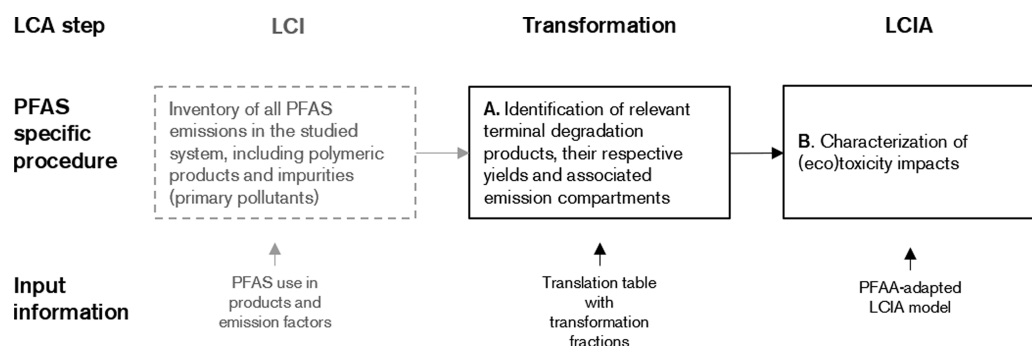 LCA step
LCI
Transformation
LCIA
PFAS
specific
procedure
Inventory of all PFAS
emissions in the studied
system, including polymeric
products and impurities
(primary pollutants)
A. Identification of relevant
terminal degradation
products, their respective
yields and associated
emission compartments
B. Characterization of
(eco)toxicity impacts
Input
information
PFAS use in
products and
emission factors
Translation table
with
transformation
fractions
PFAA-adapted
LCIA model